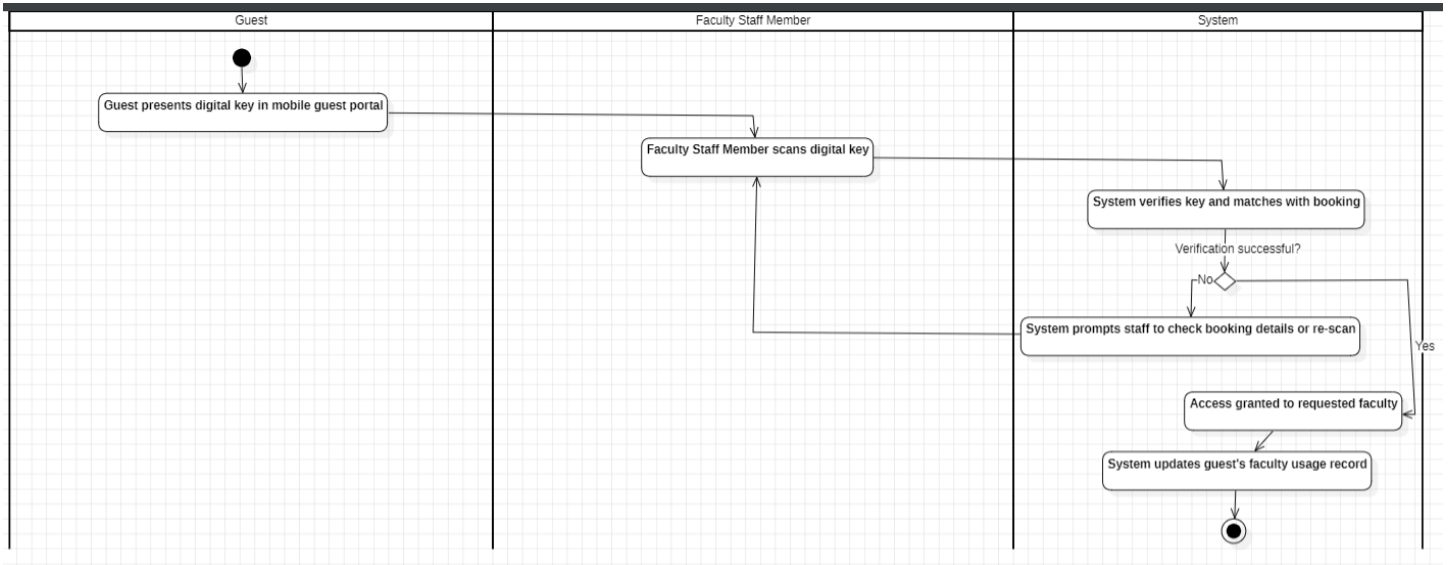 Guest
Faculty Staff Member
System
Guest presents digital key in mobile guest portal
Faculty Staff Member scans digital key
System verifies key and matches with booking
Verification successful?
No
System prompts staff to check booking details or re-scan
Yes
Access granted to requested faculty
System updates guest's faculty usage record